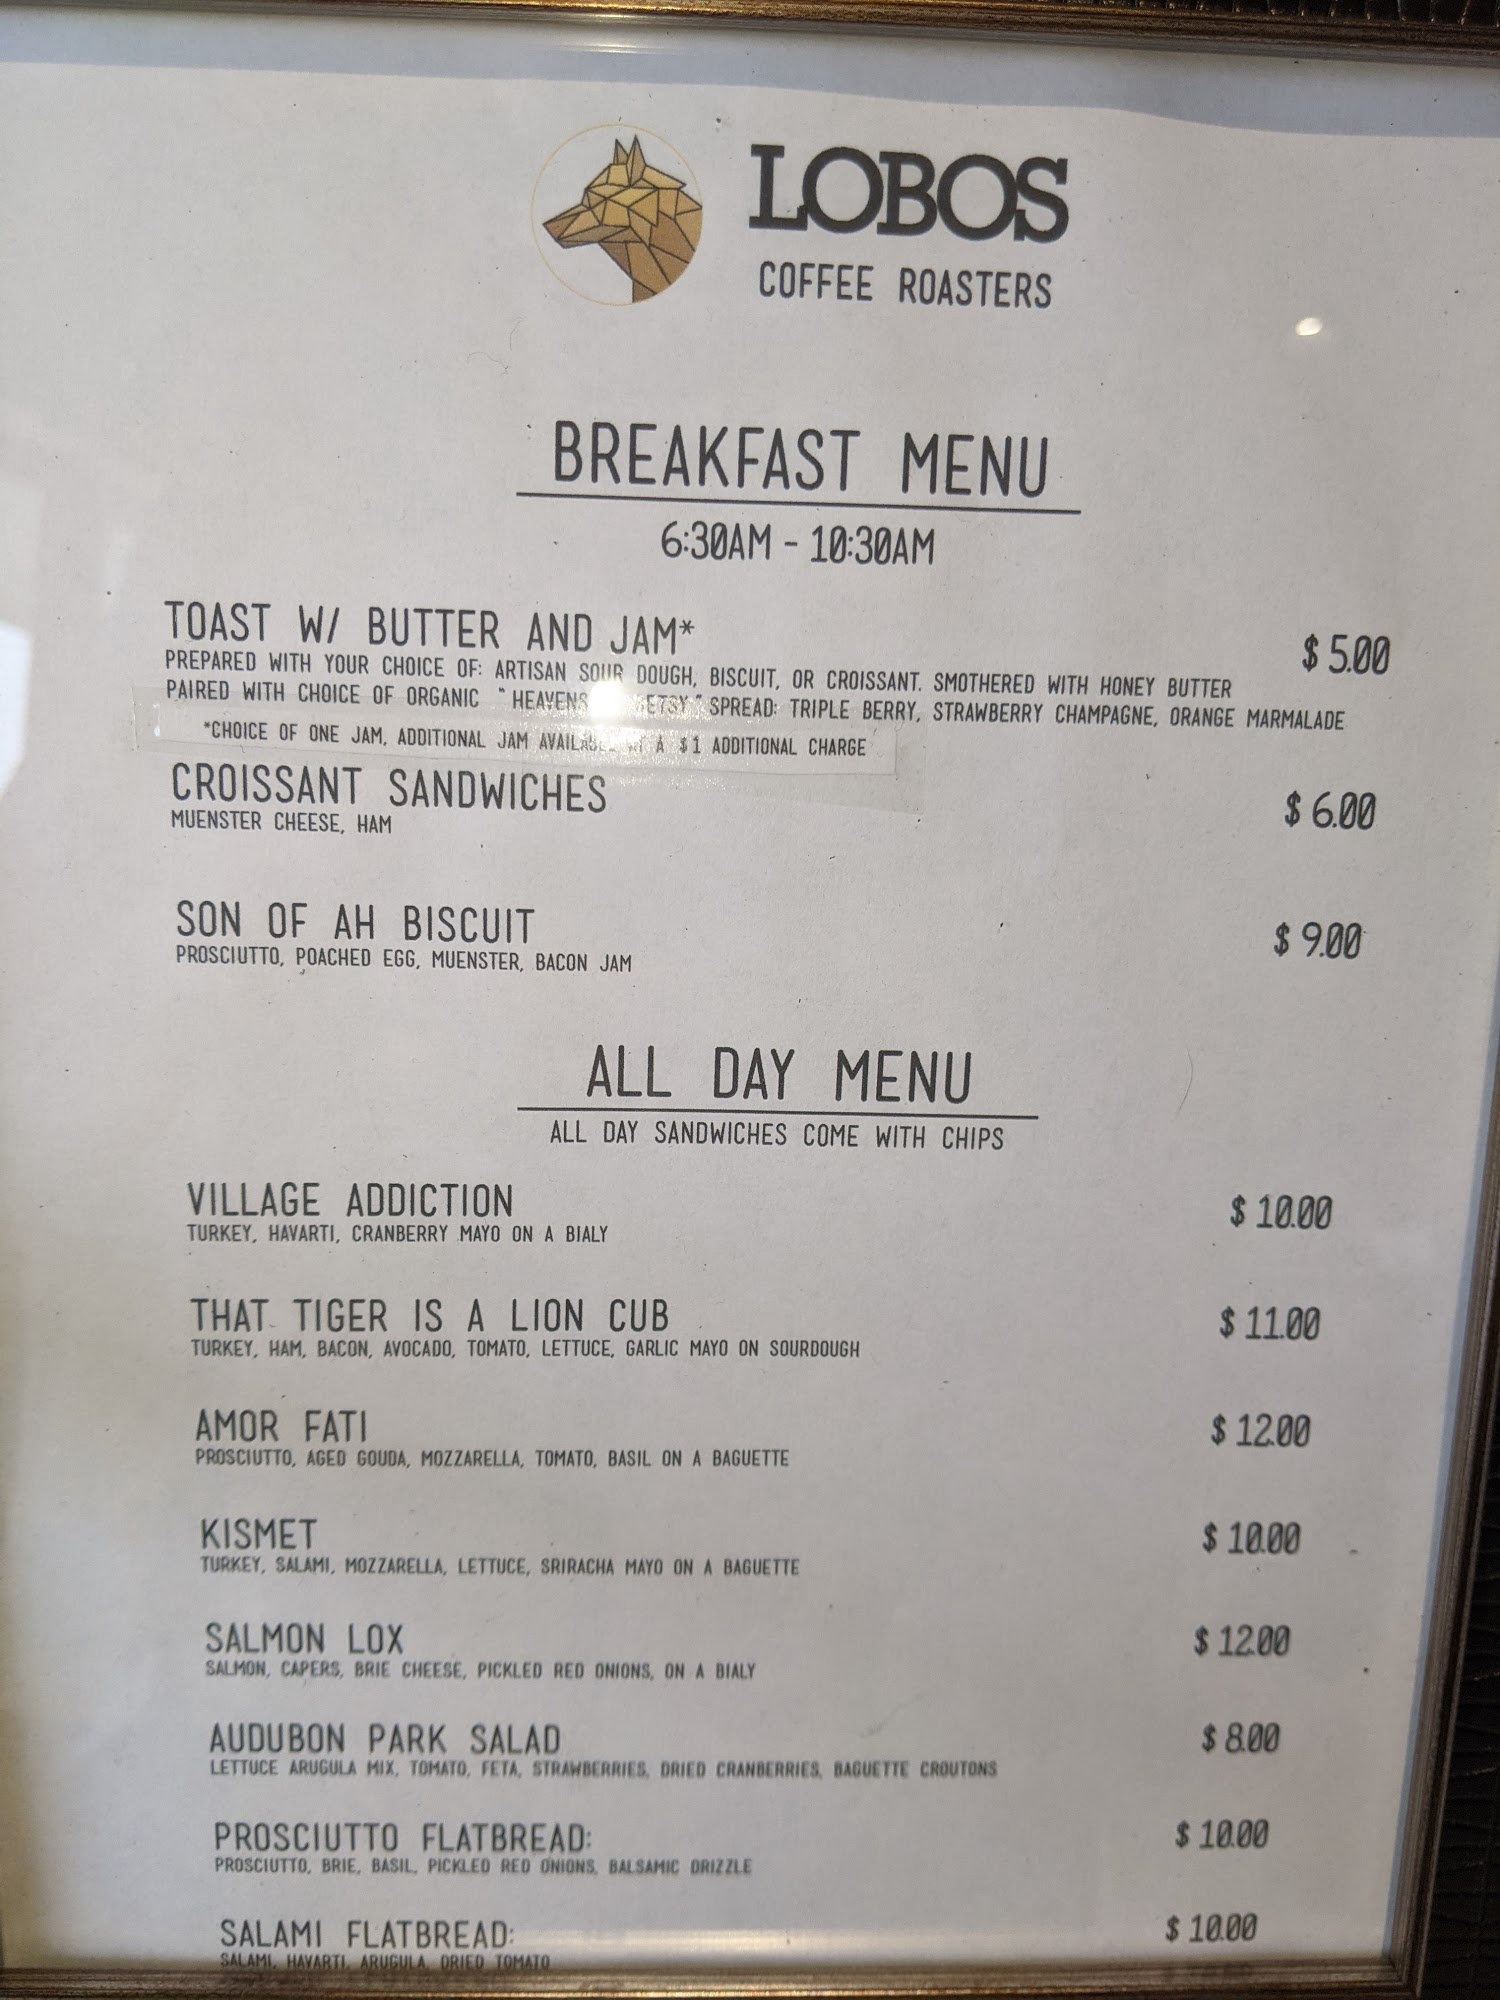 LOBOS
COFFEE ROASTERS
BREAKFAST MENU
6:30AM - 10:30AM
TOAST W/ BUTTER AND JAM* $ 5.00
PREPARED WITH YOUR CHOICE OF: ARTISAN SOUR DOUGH, BISCUIT, OR CROISSANT. SMOTHERED WITH HONEY BUTTER
PAIRED WITH CHOICE OF ORGANIC "HEAVENS " SPREAD: TRIPLE BERRY, STRAWBERRY CHAMPAGNE, ORANGE MARMALADE
*CHOICE OF ONE JAM, ADDITIONAL JAM A $1 ADDITIONAL CHARGE
CROISSANT SANDWICHES $ 6.00
MUENSTER CHEESE, HAM
SON OF AH BISCUIT $ 9.00
PROSCIUTTO, POACHED EGG, MUENSTER, BACON JAM
ALL DAY MENU
ALL DAY SANDWICHES COME WITH CHIPS
VILLAGE ADDICTION $ 10.00
TURKEY, HAVARTI, CRANBERRY MAYO ON A BIALY
THAT TIGER IS A LION CUB $ 11.00
TURKEY, HAM, BACON, AVOCADO, TOMATO, LETTUCE, GARLIC MAYO ON SOURDOUGH
AMOR FATI $ 12.00
PROSCIUTTO, AGED GOUDA, MOZZARELLA, TOMATO, BASIL ON A BAGUETTE
KISMET $ 10.00
TURKEY, SALAMI, MOZZARELLA, LETTUCE, SRIRACHA MAYO ON A BAGUETTE
SALMON LOX $ 12.00
SALMON, CAPERS, BRIE CHEESE, PICKLED RED ONIONS, ON A BIALY
AUDUBON PARK SALAD $ 8.00
LETTUCE ARUGULA MIX, TOMATO, FETA, STRAWBERRIES, DRIED CRANBERRIES, BAGUETTE CROUTONS
PROSCIUTTO FLATBREAD: $ 10.00
PROSCIUTTO, BRIE, BASIL, PICKLED RED ONIONS, BALSAMIC DRIZZLE
SALAMI FLATBREAD: $ 10.00
SALAMI, HAVARTI, ARUGULA, DRIED TOMATO